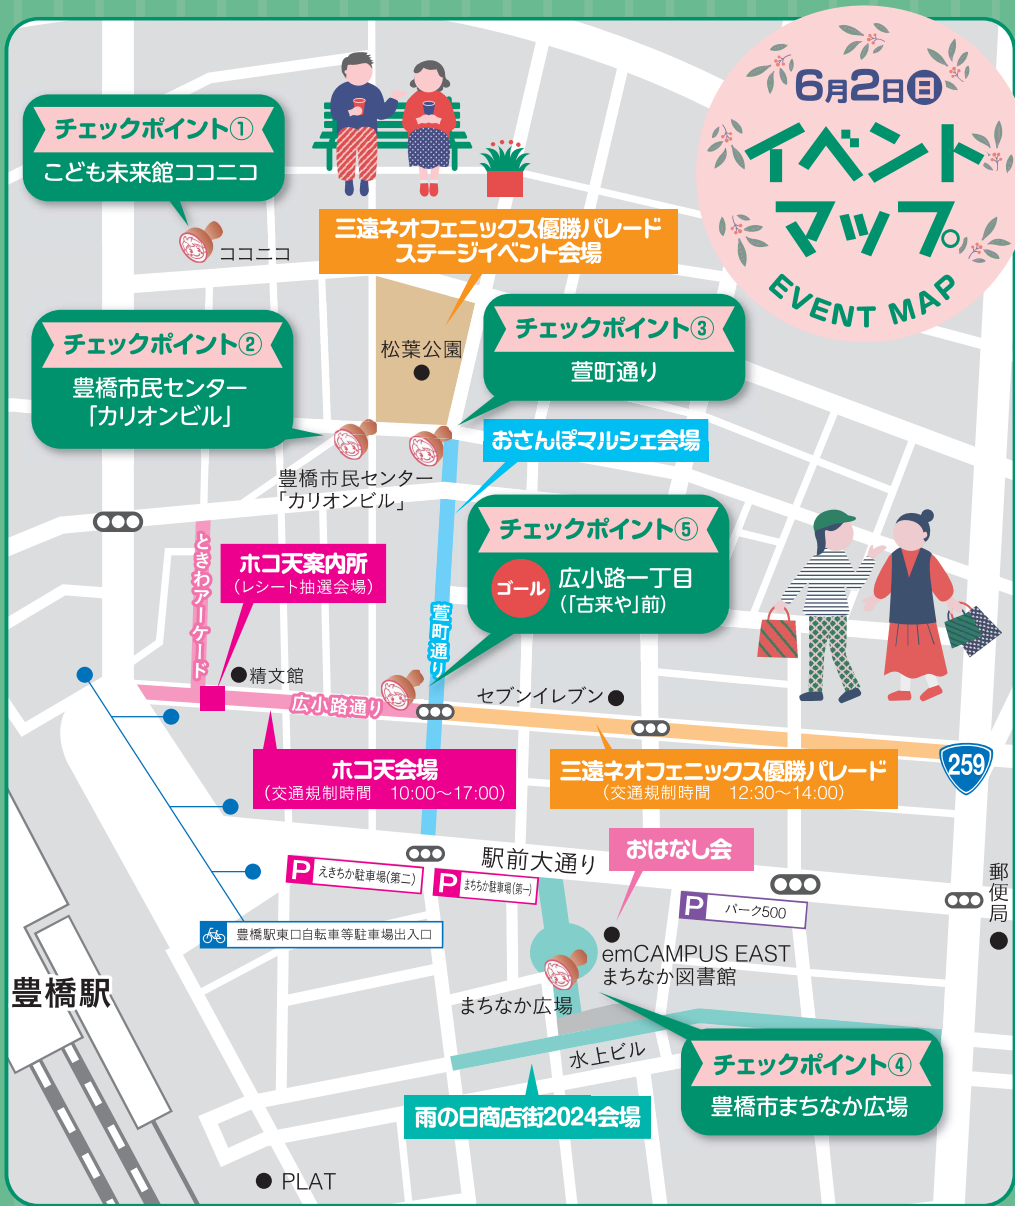 6月2日㊐
イベント
マップ
EVENT MAP
チェックポイント①
こども未来館ココニコ
ココニコ
三遠ネオフェニックス優勝パレード
ステージイベント会場
チェックポイント②
豊橋市民センター
「カリオンビル」
松葉公園
チェックポイント③
萱町通り
おさんぽマルシェ会場
豊橋市民センター
「カリオンビル」
チェックポイント⑤
ゴール
広小路一丁目
(「古来や」前)
ときわアーケード
ホコ天案内所
(レシート抽選会場)
萱町通り
精文館
広小路通り
セブンイレブン
259
ホコ天会場
(交通規制時間 10:00〜17:00)
三遠ネオフェニックス優勝パレード
(交通規制時間 12:30〜14:00)
駅前大通り
おはなし会
P えきちか駐車場(第二)
P まちちか駐車場(第一)
P パーク500
郵便局
豊橋駅東口自転車等駐車場出入口
emCAMPUS EAST
まちなか図書館
豊橋駅
まちなか広場
水上ビル
チェックポイント④
豊橋市まちなか広場
雨の日商店街2024会場
PLAT